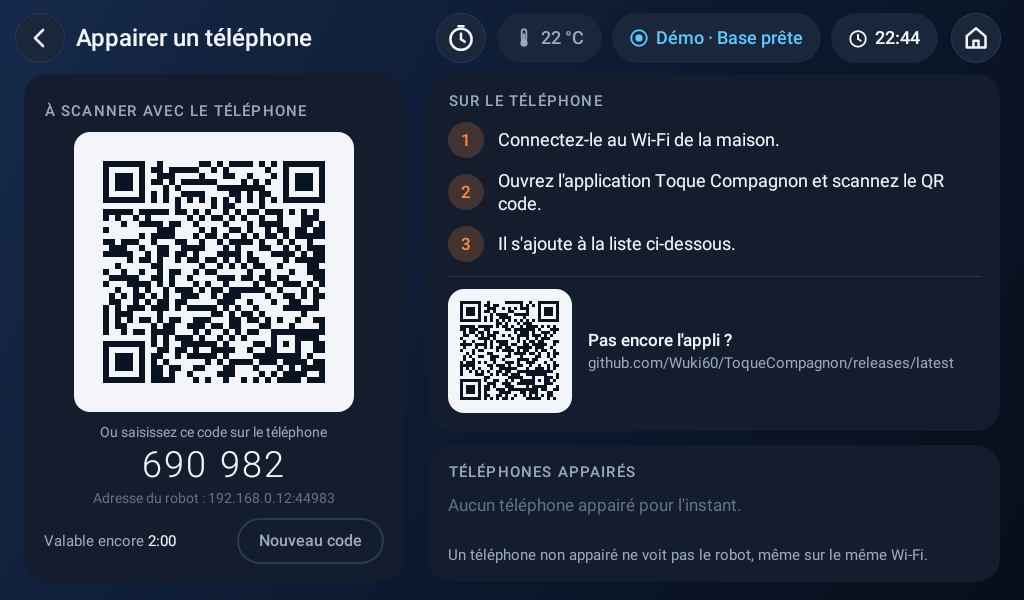 Appairer un téléphone
22 °C
Démo · Base prête
22:44
À SCANNER AVEC LE TÉLÉPHONE
Ou saisissez ce code sur le téléphone
690 982
Adresse du robot : 192.168.0.12:44983
Valable encore 2:00
Nouveau code
SUR LE TÉLÉPHONE
1 Connectez-le au Wi-Fi de la maison.
2 Ouvrez l'application Toque Compagnon et scannez le QR
code.
3 Il s'ajoute à la liste ci-dessous.
Pas encore l'appli ?
github.com/Wuki60/ToqueCompagnon/releases/latest
TÉLÉPHONES APPAIRÉS
Aucun téléphone appairé pour l'instant.
Un téléphone non appairé ne voit pas le robot, même sur le même Wi-Fi.